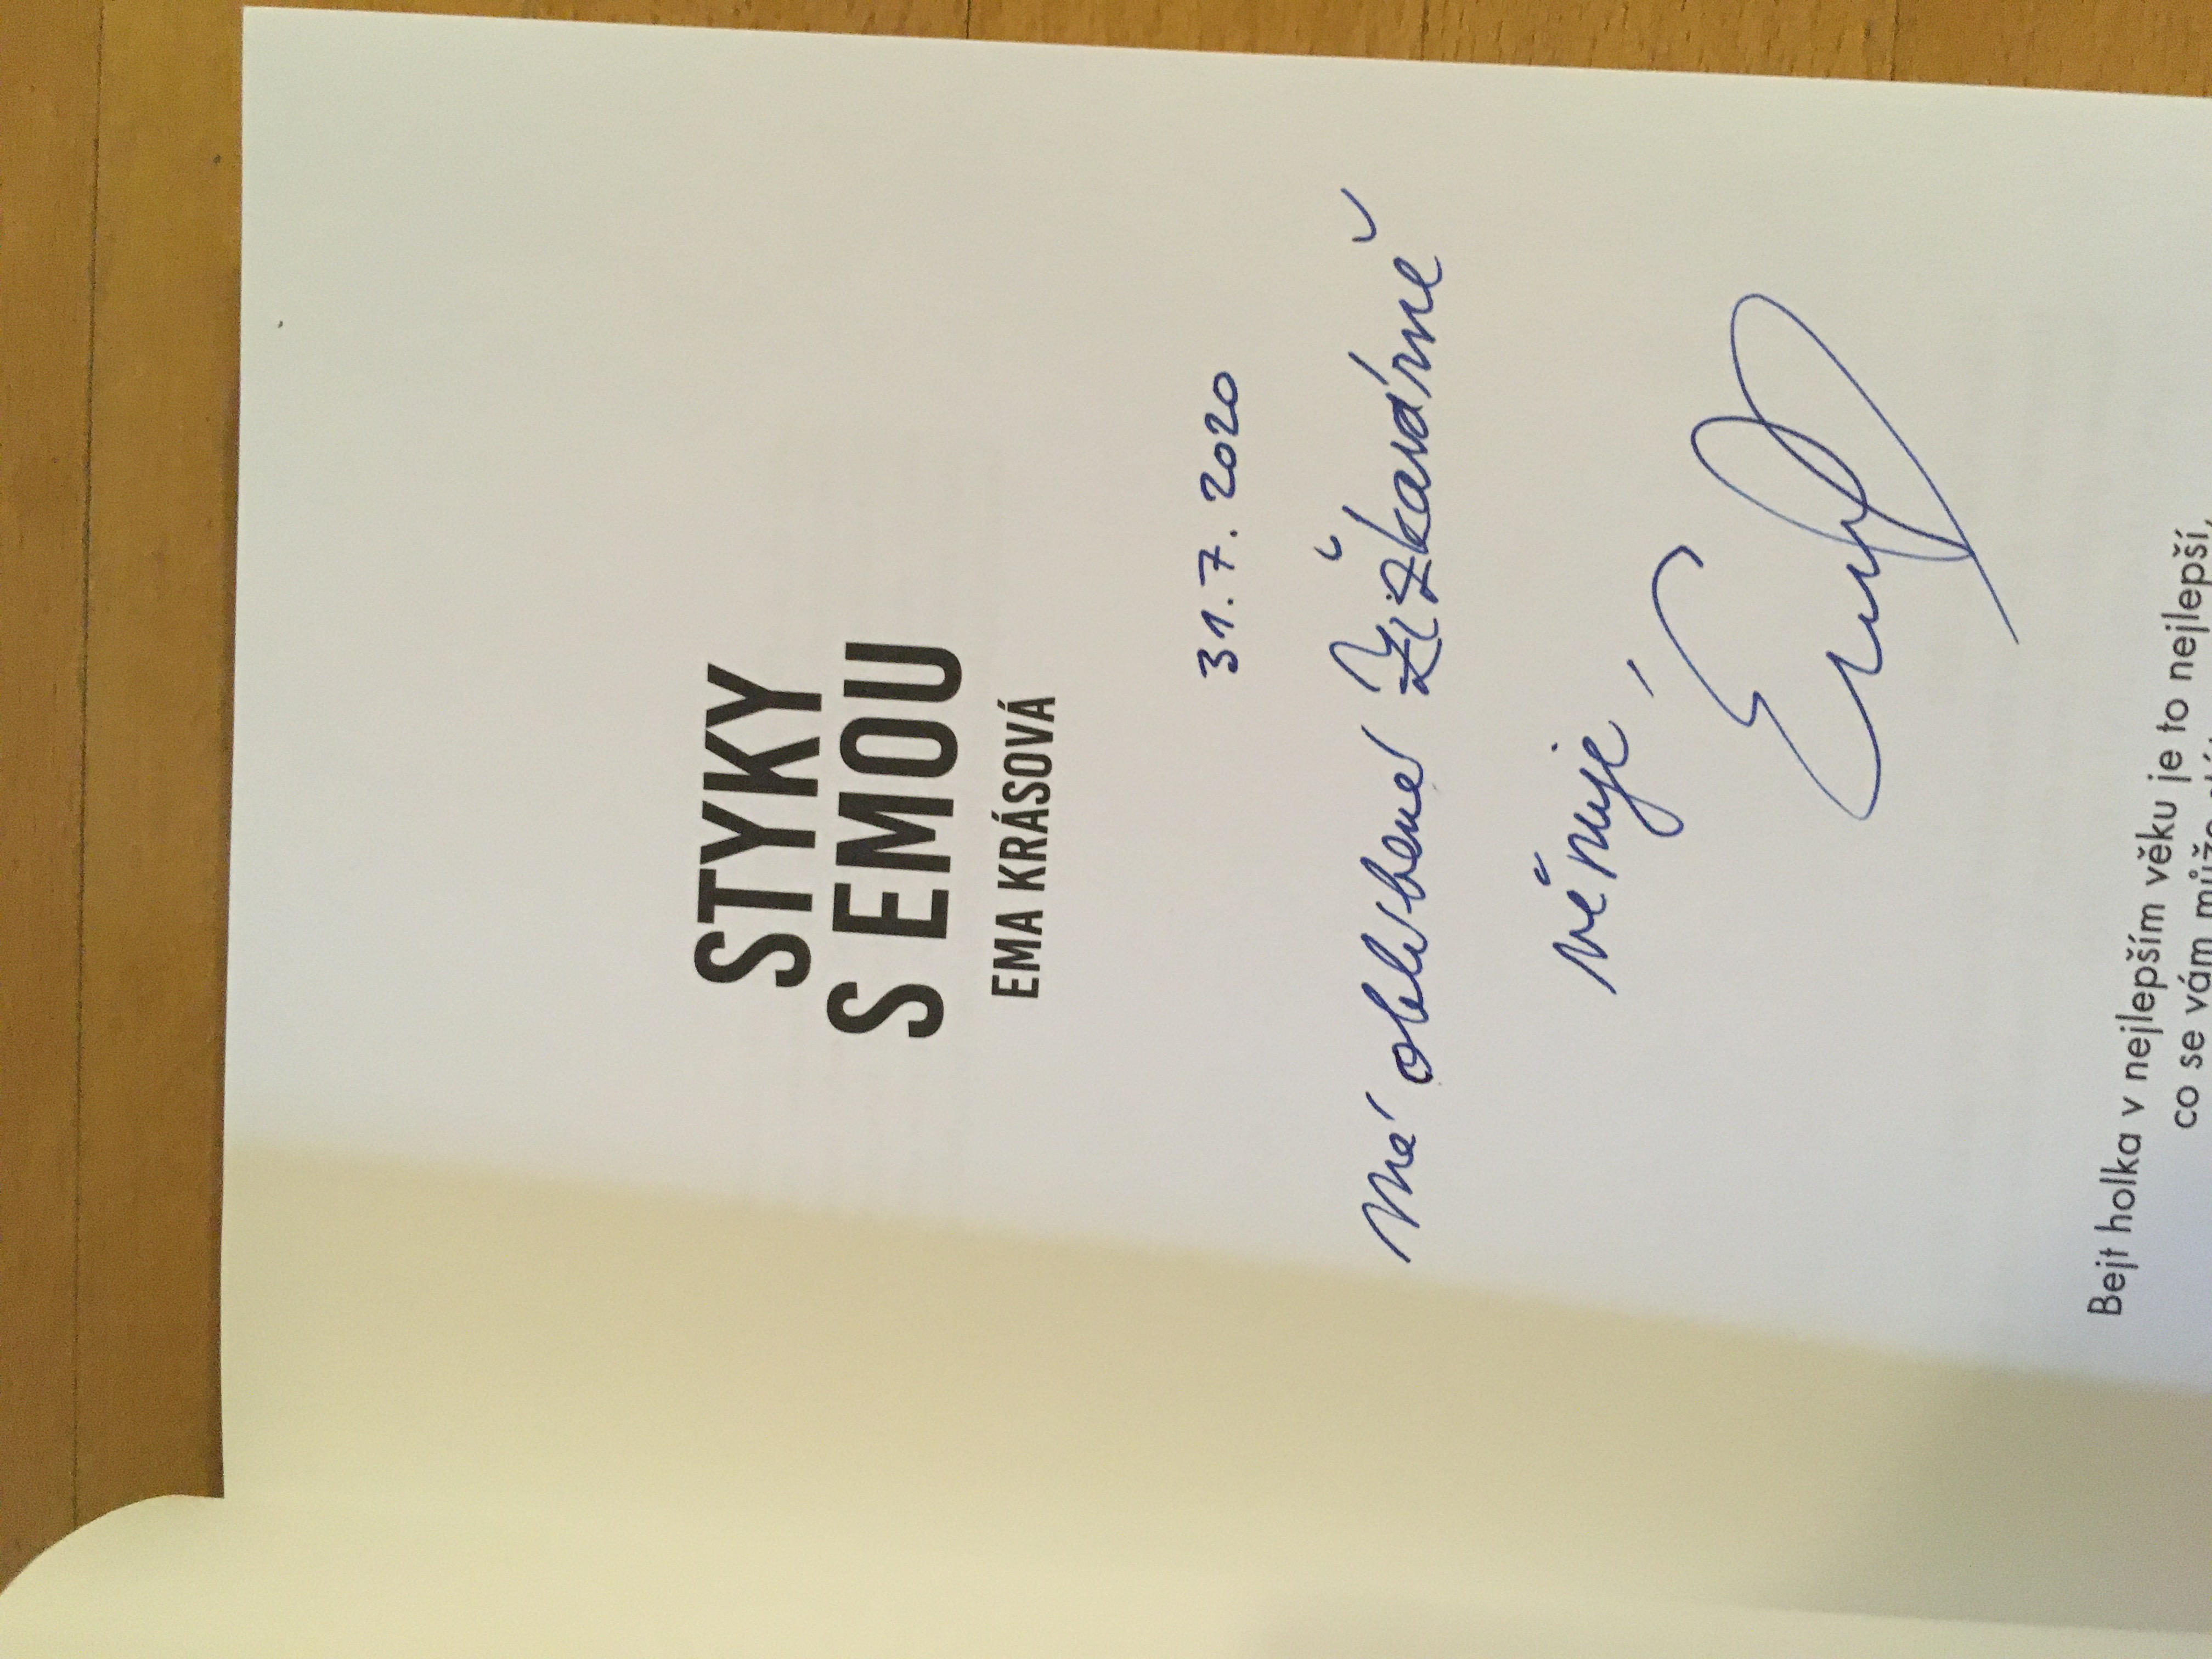 STYKY
S EMOU
EMA KRÁSOVÁ
31.7.2020
Mé oblíbené Žižkavárně
věnuje
Bejt holka v nejlepším věku je to nejlepší,
co se vám může